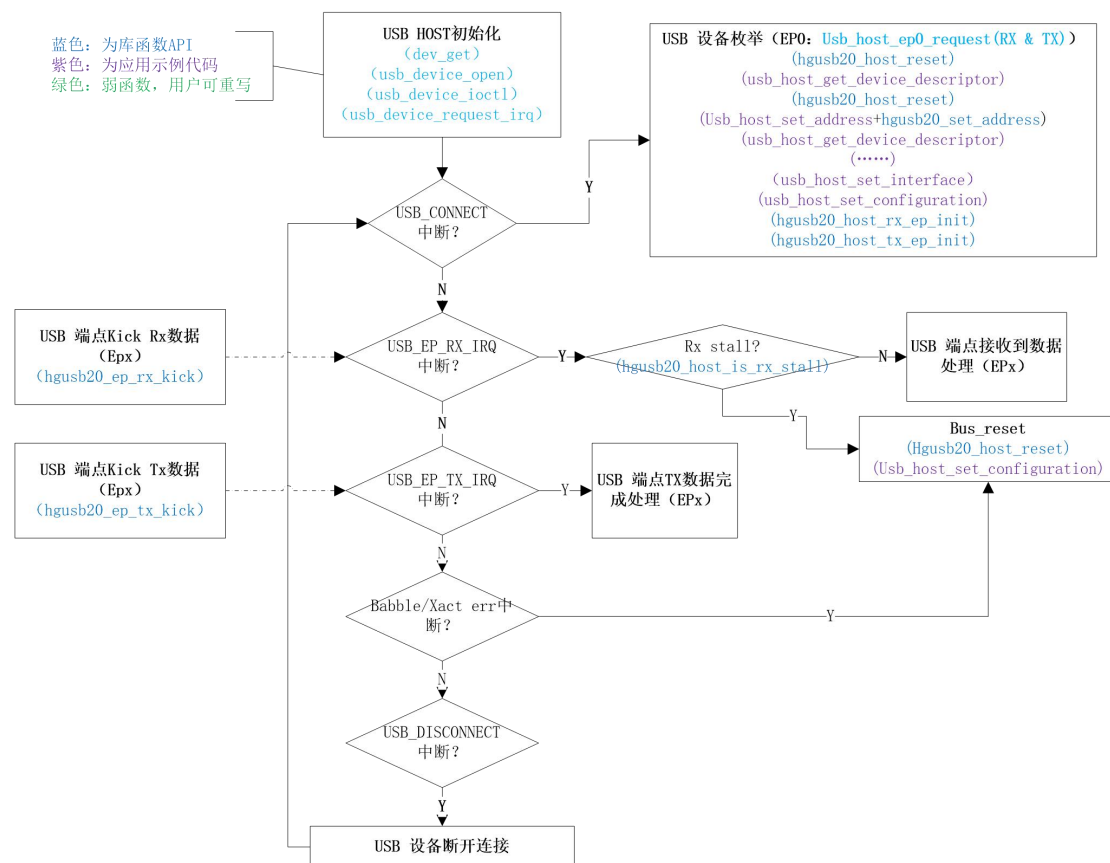 蓝色：为库函数API
紫色：为应用示例代码
绿色：弱函数，用户可重写
USB HOST初始化
(dev_get)
(usb_device_open)
(usb_device_ioctl)
(usb_device_request_irq)
USB 设备枚举（EP0：Usb_host_ep0_request(RX & TX)）
(hgusb20_host_reset)
(usb_host_get_device_descriptor)
(hgusb20_host_reset)
(Usb_host_set_address+hgusb20_set_address)
(usb_host_get_device_descriptor)
(……)
(usb_host_set_interface)
(usb_host_set_configuration)
(hgusb20_host_rx_ep_init)
(hgusb20_host_tx_ep_init)
Y
USB_CONNECT
中断？
N
USB 端点Kick Rx数据
（Epx）
(hgusb20_ep_rx_kick)
USB_EP_RX_IRQ
中断？
Y
Rx stall?
(hgusb20_host_is_rx_stall)
N
USB 端点接收到数据
处理（EPx）
N
Y
Bus_reset
(Hgusb20_host_reset)
(Usb_host_set_configuration)
USB 端点Kick Tx数据
（Epx）
(hgusb20_ep_tx_kick)
USB_EP_TX_IRQ
中断？
Y
USB 端点TX数据完
成处理（EPx）
N
Babble/Xact err中
断？
Y
N
USB_DISCONNECT
中断？
Y
USB 设备断开连接